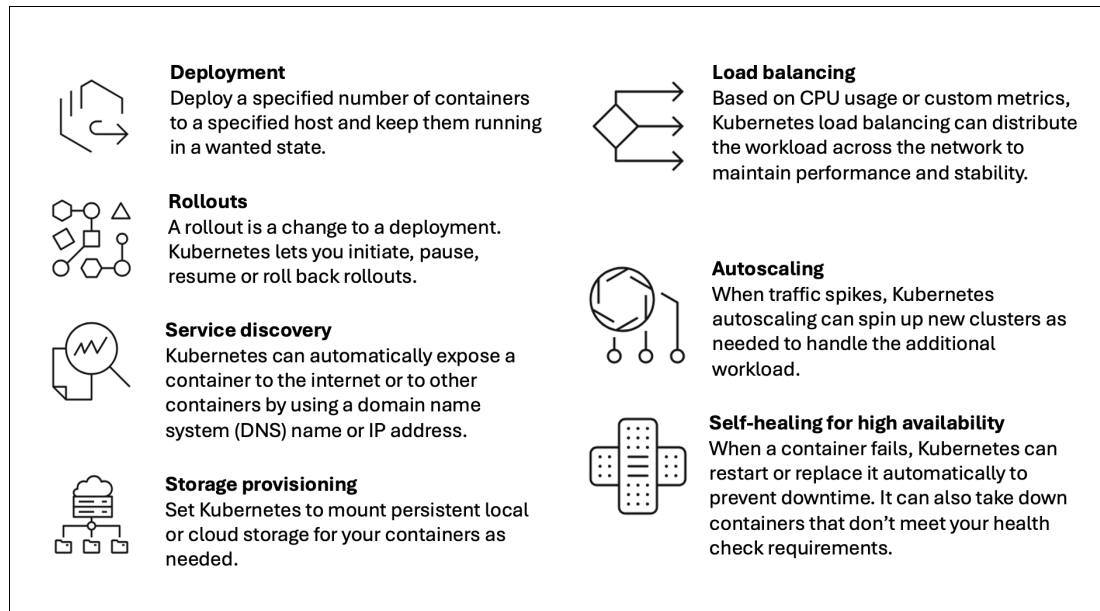 Deployment
Deploy a specified number of containers
to a specified host and keep them running
in a wanted state.
Rollouts
A rollout is a change to a deployment.
Kubernetes lets you initiate, pause,
resume or roll back rollouts.
Service discovery
Kubernetes can automatically expose a
container to the internet or to other
containers by using a domain name
system (DNS) name or IP address.
Storage provisioning
Set Kubernetes to mount persistent local
or cloud storage for your containers as
needed.
Load balancing
Based on CPU usage or custom metrics,
Kubernetes load balancing can distribute
the workload across the network to
maintain performance and stability.
Autoscaling
When traffic spikes, Kubernetes
autoscaling can spin up new clusters as
needed to handle the additional
workload.
Self-healing for high availability
When a container fails, Kubernetes can
restart or replace it automatically to
prevent downtime. It can also take down
containers that don’t meet your health
check requirements.